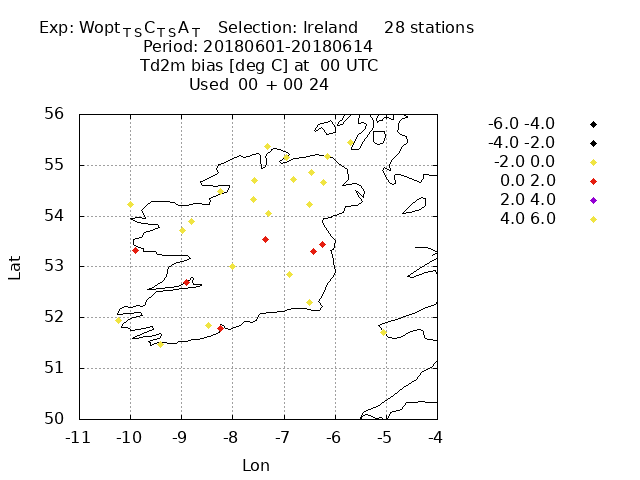 Exp: Wopt_TS C_TS A_T   Selection: Ireland     28 stations
Period: 20180601-20180614
Td2m bias [deg C] at  00 UTC
Used  00 + 00 24
56
55
54
53
52
51
50
-11 -10 -9 -8 -7 -6 -5 -4
Lat
Lon
-6.0 -4.0
-4.0 -2.0
-2.0 0.0
0.0 2.0
2.0 4.0
4.0 6.0